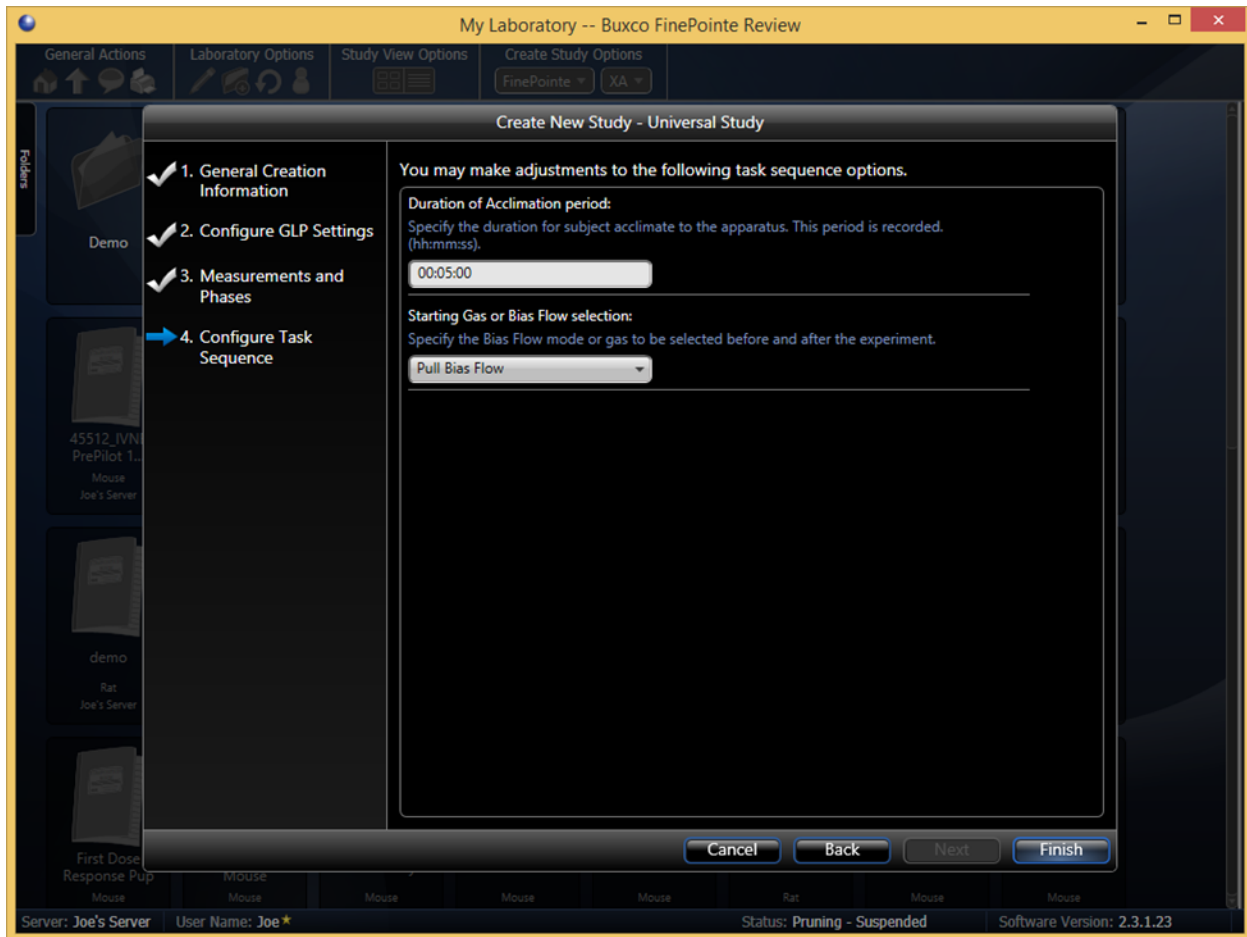 My Laboratory -- Buxco FinePointe Review
General Actions
Laboratory Options
Study View Options
Create Study Options
FinePointe
XA
Folders
Create New Study - Universal Study
1. General Creation
Information
2. Configure GLP Settings
3. Measurements and
Phases
4. Configure Task
Sequence
You may make adjustments to the following task sequence options.
Duration of Acclimation period:
Specify the duration for subject acclimate to the apparatus. This period is recorded.
(hh:mm:ss).
00:05:00
Starting Gas or Bias Flow selection:
Specify the Bias Flow mode or gas to be selected before and after the experiment.
Pull Bias Flow
Demo
45512_IVN
PrePilot 1...
Mouse
Joe's Server
demo
Rat
Joe's Server
First Dose
Response Pup
Mouse
Mouse
Mouse
Mouse
Mouse
Mouse
Rat
Mouse
Mouse
Cancel
Back
Next
Finish
Server: Joe's Server
User Name: Joe
Status: Pruning - Suspended
Software Version: 2.3.1.23